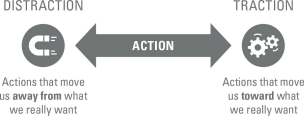 DISTRACTION
TRACTION
ACTION
Actions that move
us away from what
we really want
Actions that move
us toward what
we really want